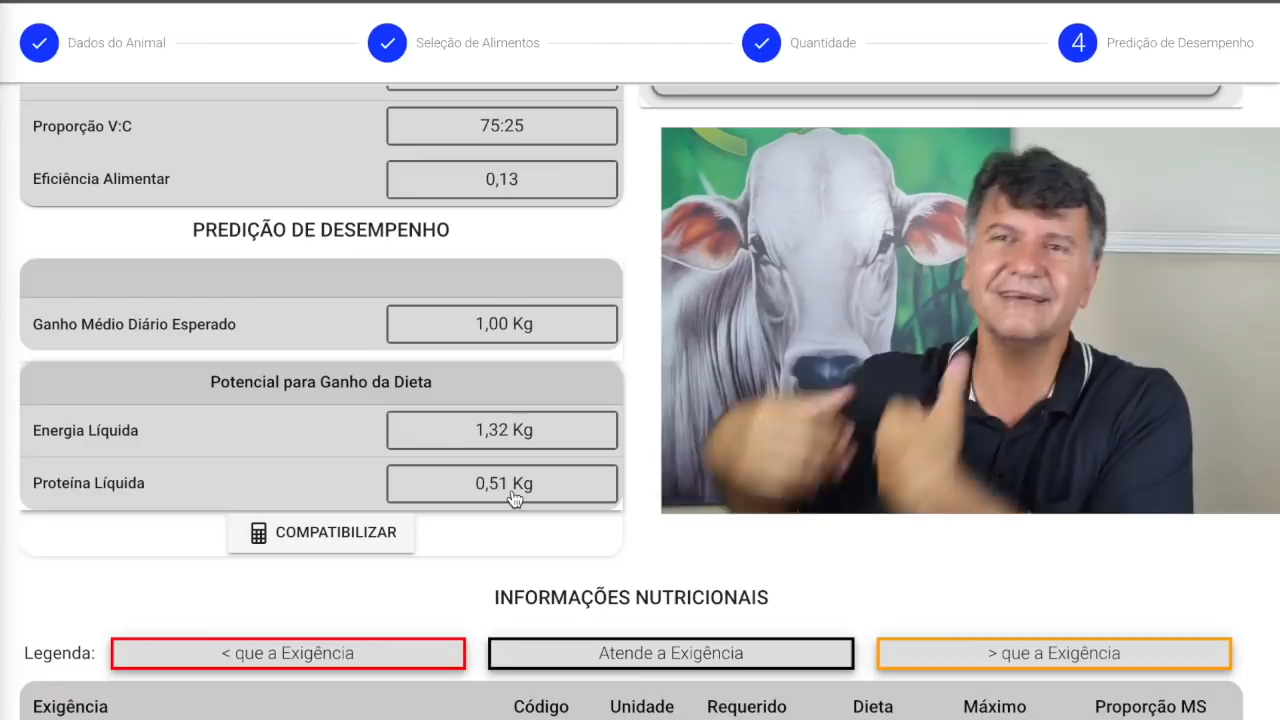 Dados do Animal
Seleção de Alimentos
Quantidade
4
Predição de Desempenho
Proporção V:C
75:25
Eficiência Alimentar
0,13
PREDIÇÃO DE DESEMPENHO
Ganho Médio Diário Esperado
1,00 Kg
Potencial para Ganho da Dieta
Energia Líquida
1,32 Kg
Proteína Líquida
0,51 Kg
COMPATIBILIZAR
INFORMAÇÕES NUTRICIONAIS
Legenda:
< que a Exigência
Atende a Exigência
> que a Exigência
Exigência
Código
Unidade
Requerido
Dieta
Máximo
Proporção MS